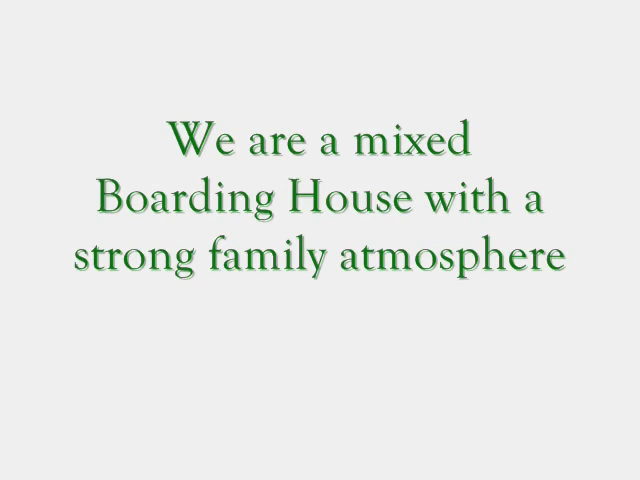 We are a mixed
Boarding House with a
strong family atmosphere